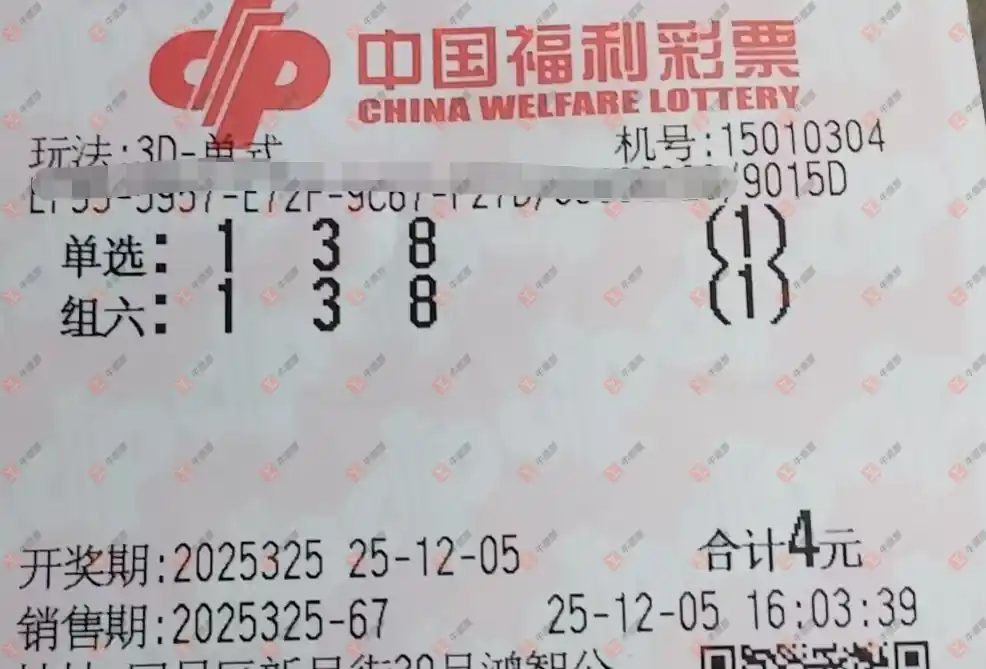 中国福利彩票
CHINA WELFARE LOTTERY
玩法:3D-单式 机号:15010304
/9015D
单选: 1 3 8 (1)
组六: 1 3 8 (1)
开奖期:2025325 25-12-05 合计4元
销售期:2025325-67 25-12-05 16:03:39